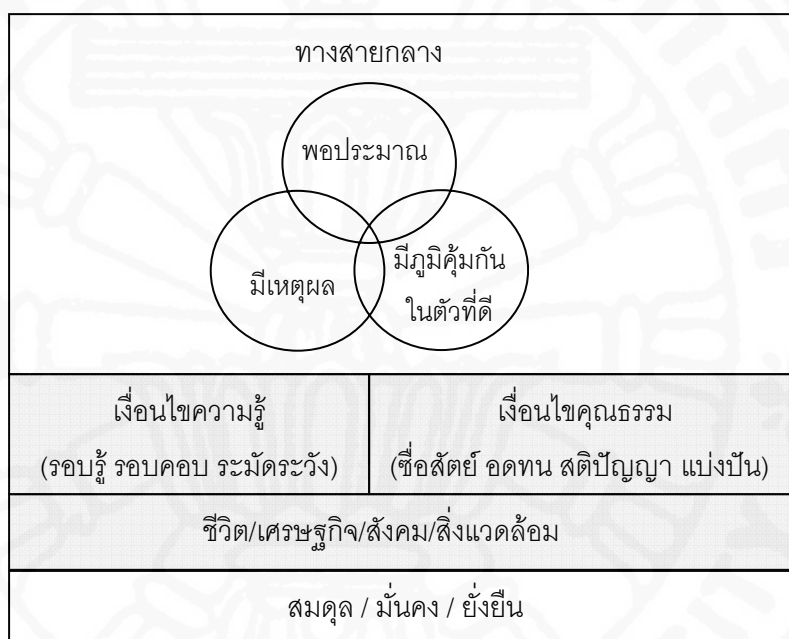 ทางสายกลาง
พอประมาณ
มีเหตุผล
มีภูมิคุ้มกัน
ในตัวที่ดี
เงื่อนไขความรู้
(รอบรู้ รอบคอบ ระมัดระวัง)
เงื่อนไขคุณธรรม
(ซื่อสัตย์ อดทน สติปัญญา แบ่งปัน)
ชีวิต/เศรษฐกิจ/สังคม/สิ่งแวดล้อม
สมดุล / มั่นคง / ยั่งยืน